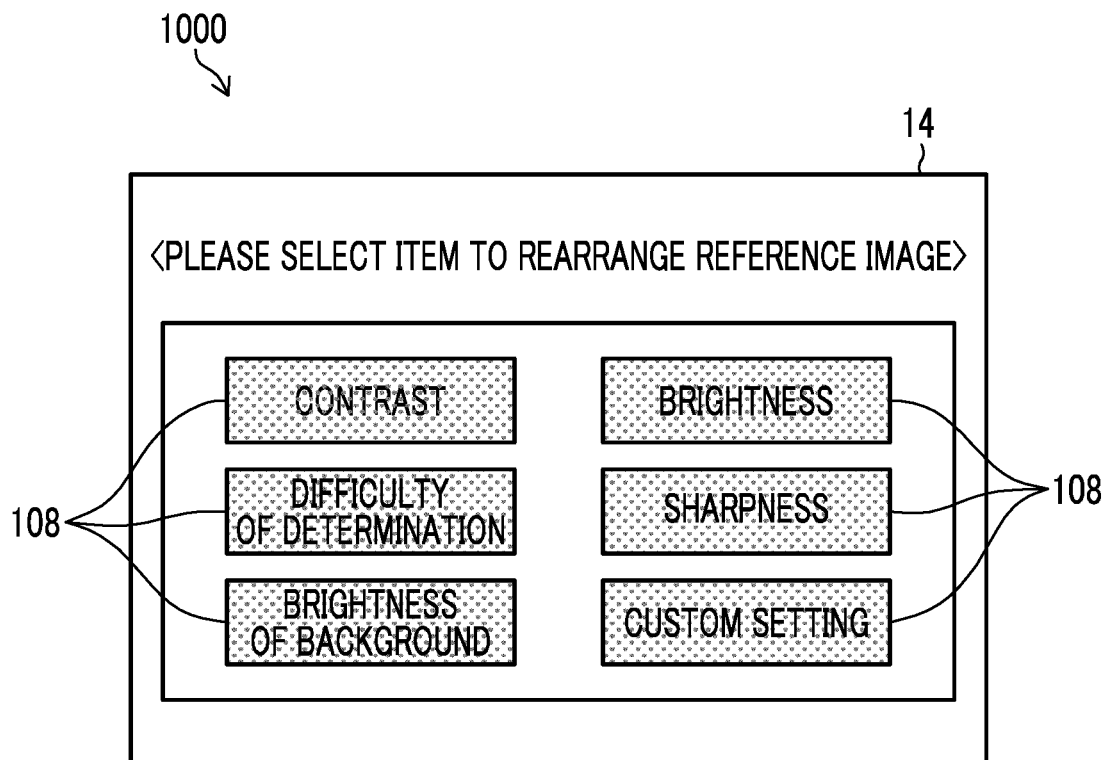 1000
14
〈PLEASE SELECT ITEM TO REARRANGE REFERENCE IMAGE〉
CONTRAST
BRIGHTNESS
DIFFICULTY
OF DETERMINATION
SHARPNESS
108
108
BRIGHTNESS
OF BACKGROUND
CUSTOM SETTING